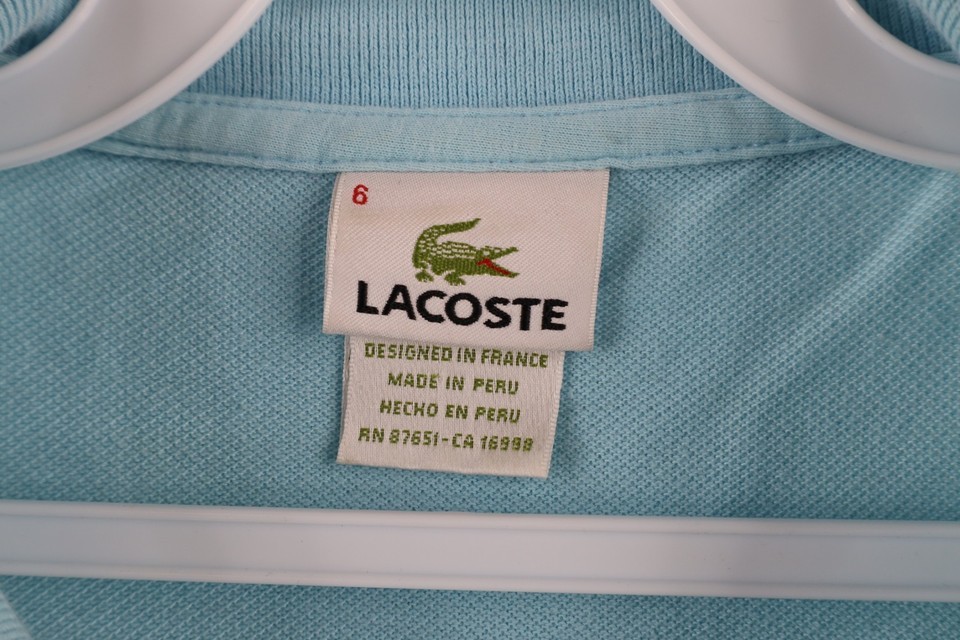 6
LACOSTE
DESIGNED IN FRANCE
MADE IN PERU
HECHO EN PERU
RN 87651-CA 16998